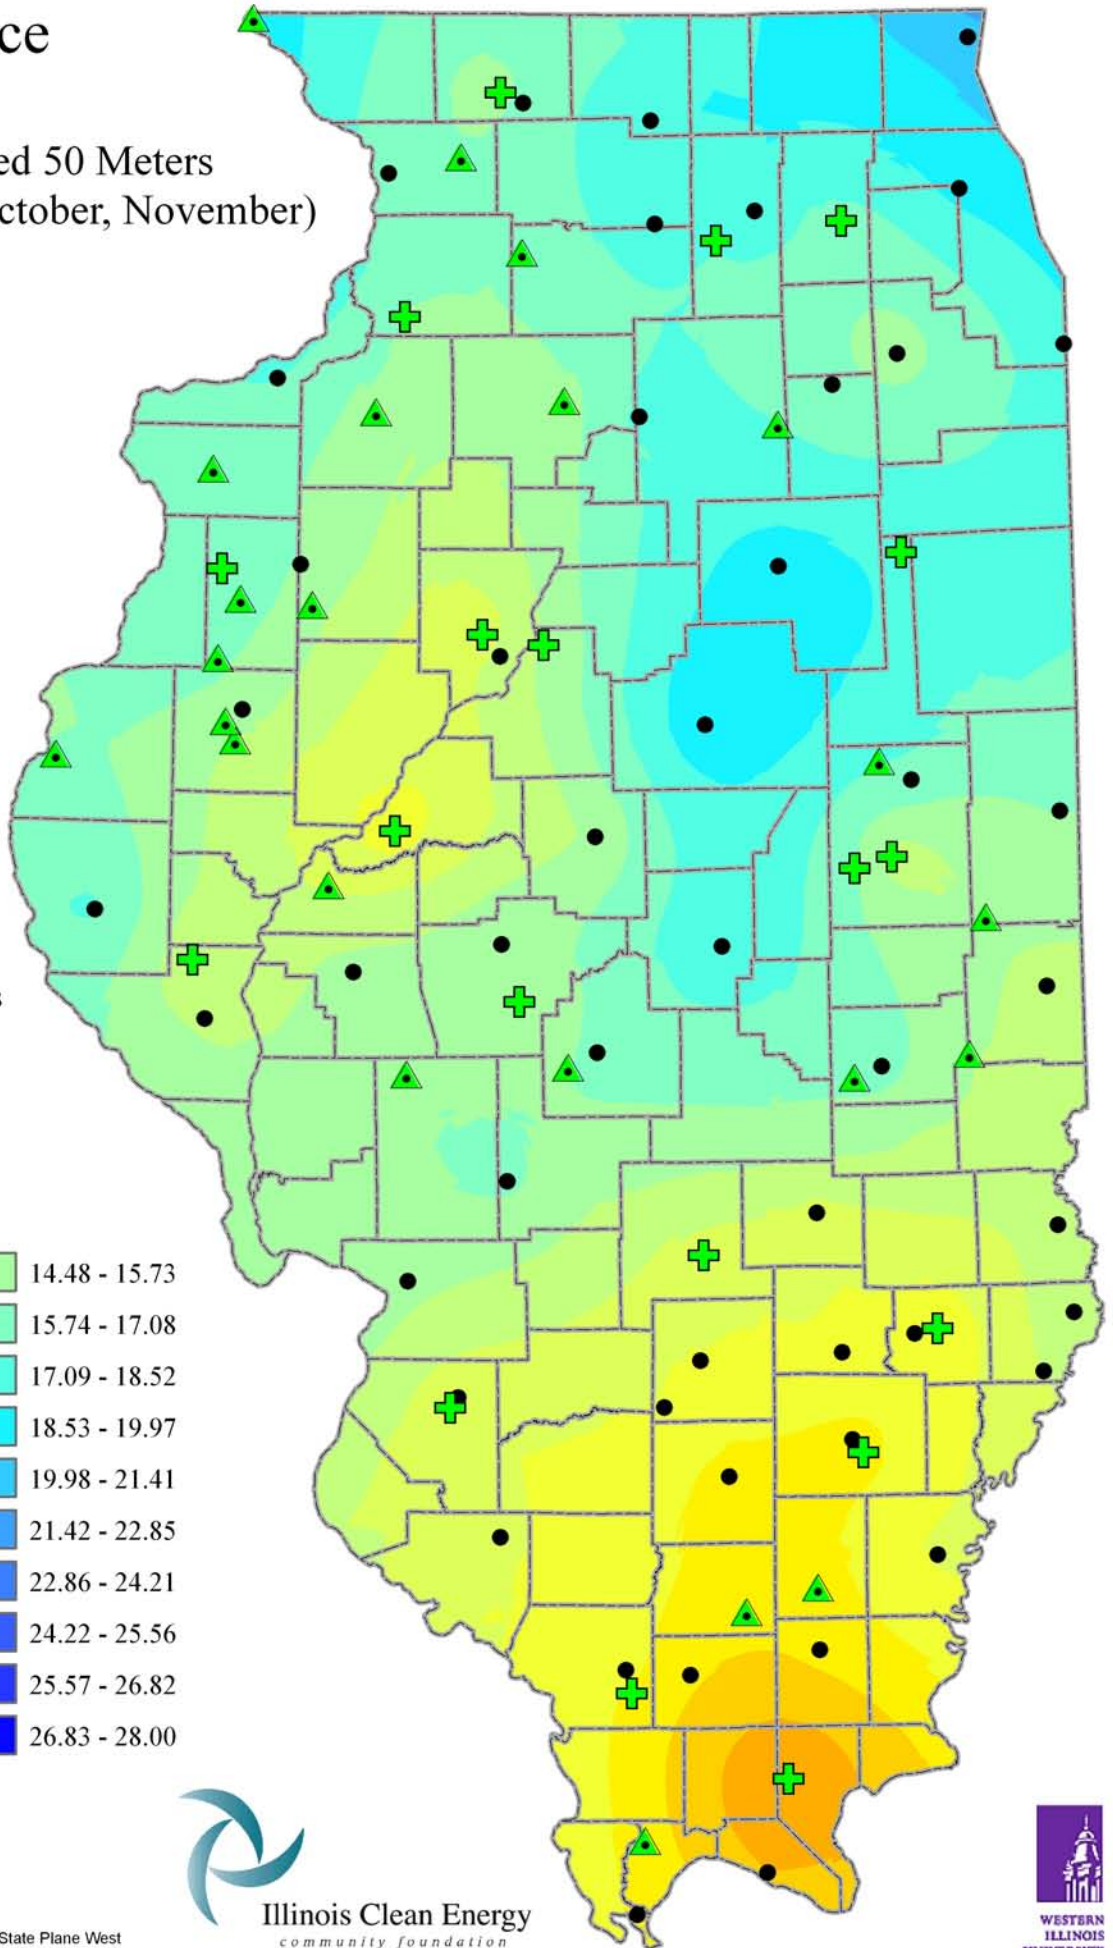 ce
ed 50 Meters
ctober, November)
s
14.48 - 15.73
15.74 - 17.08
17.09 - 18.52
18.53 - 19.97
19.98 - 21.41
21.42 - 22.85
22.86 - 24.21
24.22 - 25.56
25.57 - 26.82
26.83 - 28.00
Illinois Clean Energy
community foundation
State Plane West
WESTERN
ILLINOIS